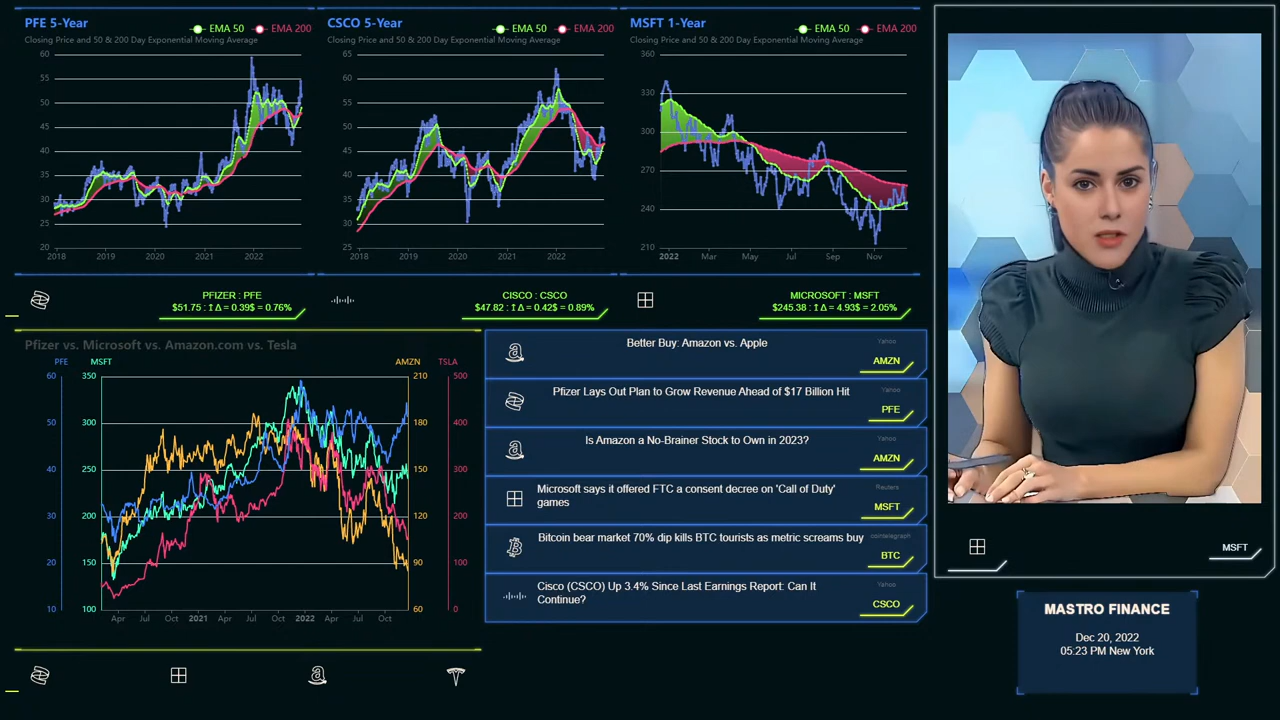 PFE 5-Year
EMA 50 EMA 200
Closing Price and 50 & 200 Day Exponential Moving Average
60
55
50
45
40
35
30
25
20
2018 2019 2020 2021 2022
CSCO 5-Year
EMA 50 EMA 200
Closing Price and 50 & 200 Day Exponential Moving Average
65
60
55
50
45
40
35
30
25
2018 2019 2020 2021 2022
MSFT 1-Year
EMA 50 EMA 200
Closing Price and 50 & 200 Day Exponential Moving Average
360
330
300
270
240
210
2022 Mar May Jul Sep Nov
PFIZER : PFE
$51.75 : ↥ Δ = 0.39$ = 0.76%
CISCO : CSCO
$47.82 : ↥ Δ = 0.42$ = 0.89%
MICROSOFT : MSFT
$245.38 : ↥ Δ = 4.93$ = 2.05%
Pfizer vs. Microsoft vs. Amazon.com vs. Tesla
PFE MSFT AMZN TSLA
60 350 210 500
50 300 180 400
40 250 150 300
30 200 120 200
20 150 90 100
10 100 60 0
Apr Jul Oct 2021 Apr Jul Oct 2022 Apr Jul Oct
Better Buy: Amazon vs. Apple
Yahoo
AMZN
Pfizer Lays Out Plan to Grow Revenue Ahead of $17 Billion Hit
Yahoo
PFE
Is Amazon a No-Brainer Stock to Own in 2023?
Yahoo
AMZN
Microsoft says it offered FTC a consent decree on 'Call of Duty'
games
Reuters
MSFT
Bitcoin bear market 70% dip kills BTC tourists as metric screams buy
cointelegraph
BTC
Cisco (CSCO) Up 3.4% Since Last Earnings Report: Can It
Continue?
Yahoo
CSCO
MSFT
MASTRO FINANCE
Dec 20, 2022
05:23 PM New York